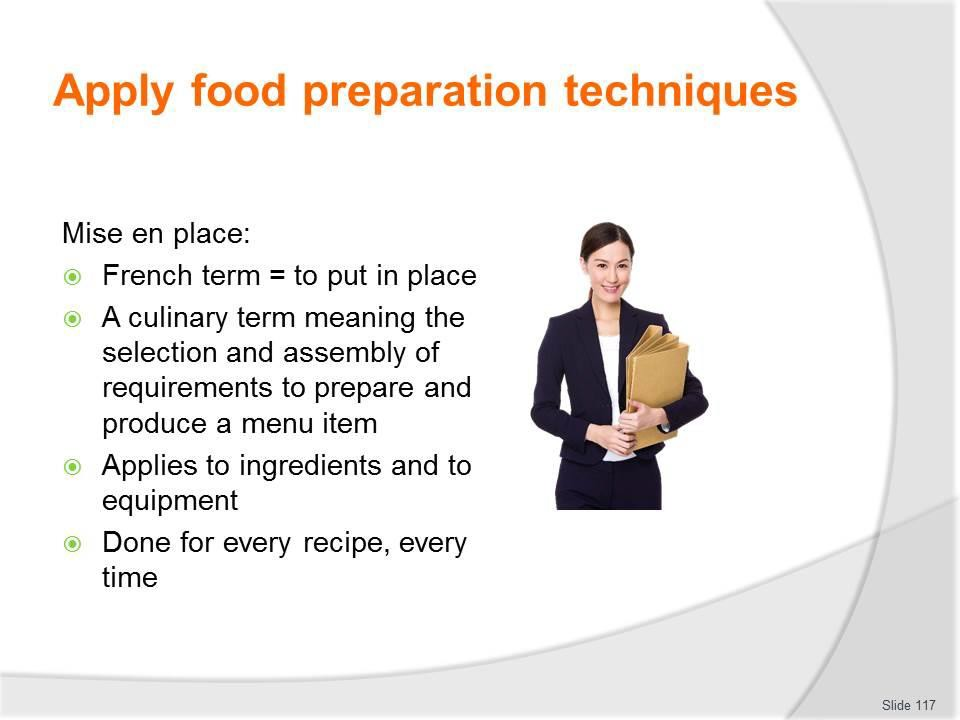 Apply food preparation techniques
Mise en place:
French term = to put in place
A culinary term meaning the
selection and assembly of
requirements to prepare and
produce a menu item
Applies to ingredients and to
equipment
Done for every recipe, every
time
Slide 117